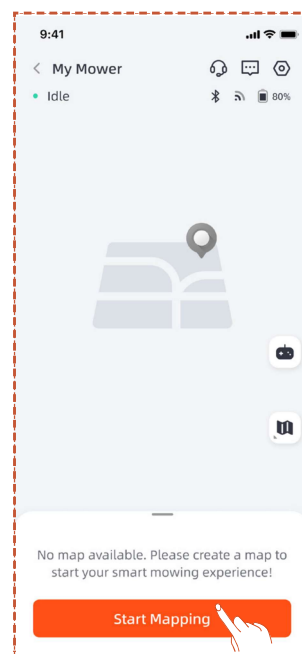 9:41
My Mower
Idle
80%
No map available. Please create a map to
start your smart mowing experience!
Start Mapping